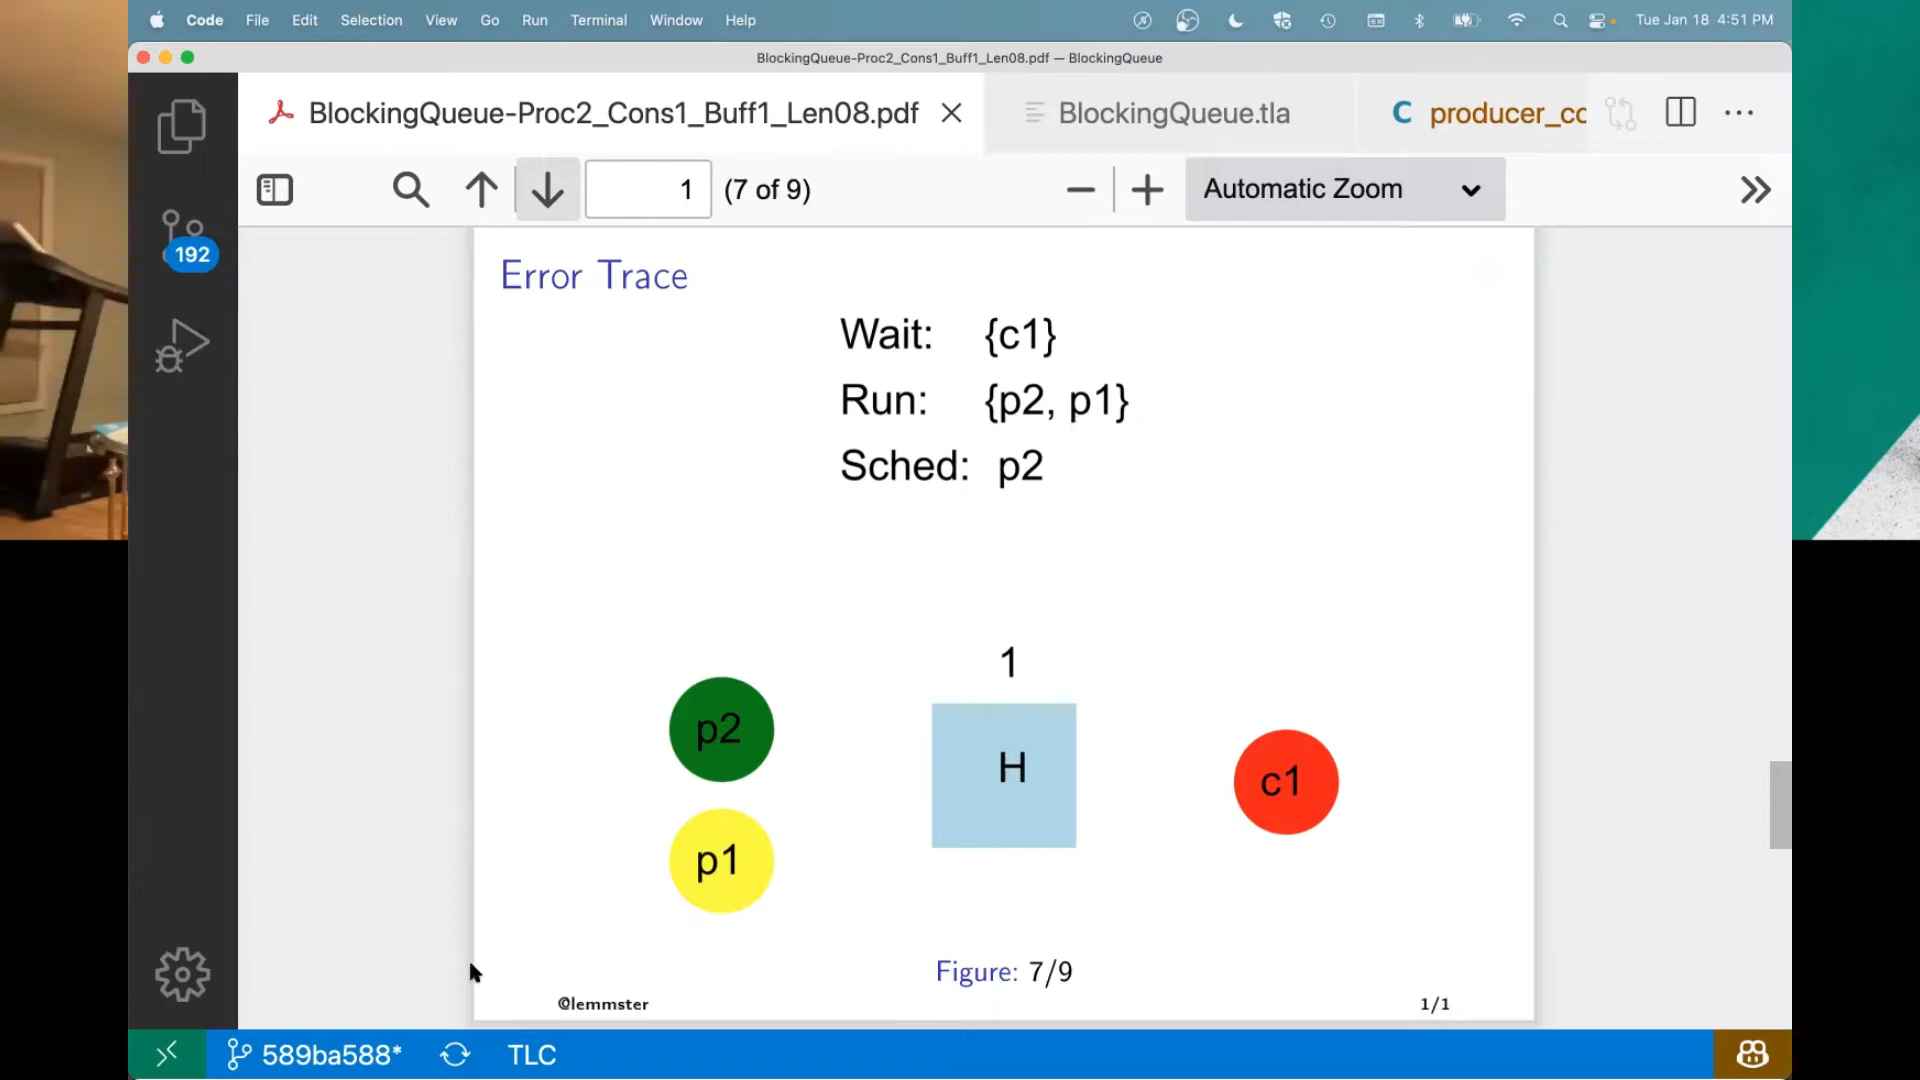 Code File Edit Selection View Go Run Terminal Window Help Tue Jan 18 4:51 PM
BlockingQueue-Proc2_Cons1_Buff1_Len08.pdf — BlockingQueue
BlockingQueue-Proc2_Cons1_Buff1_Len08.pdf BlockingQueue.tla C producer_cc
1 (7 of 9) Automatic Zoom
192
Error Trace
Wait: {c1}
Run: {p2, p1}
Sched: p2
1
p2
H
c1
p1
Figure: 7/9
©lemmster 1/1
589ba588* TLC